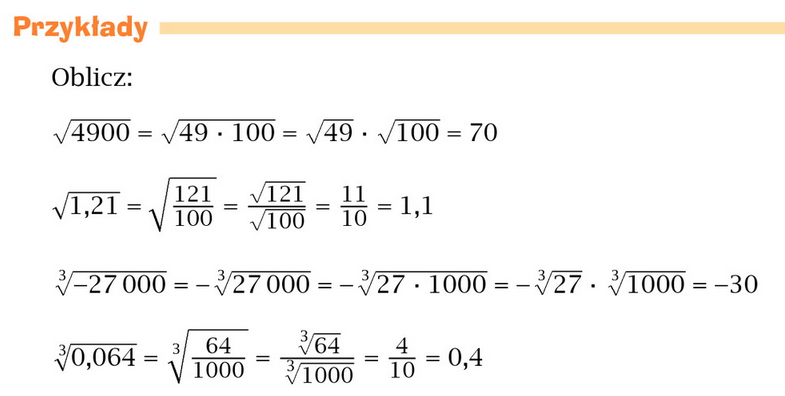 Przykłady
Oblicz:
√4900 = √49 · 100 = √49 · √100 = 70
√1,21 = √121/100 = √121/√100 = 11/10 = 1,1
∛−27 000 = −∛27 000 = −∛27 · 1000 = −∛27 · ∛1000 = −30
∛0,064 = ∛64/1000 = ∛64/∛1000 = 4/10 = 0,4